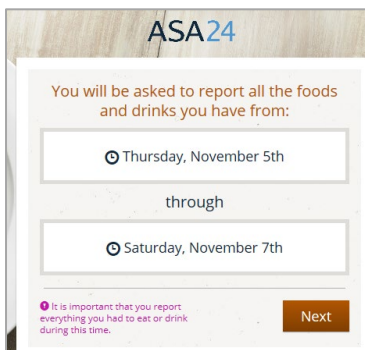 ASA24
You will be asked to report all the foods
and drinks you have from:
Thursday, November 5th
through
Saturday, November 7th
It is important that you report
everything you had to eat or drink
during this time.
Next